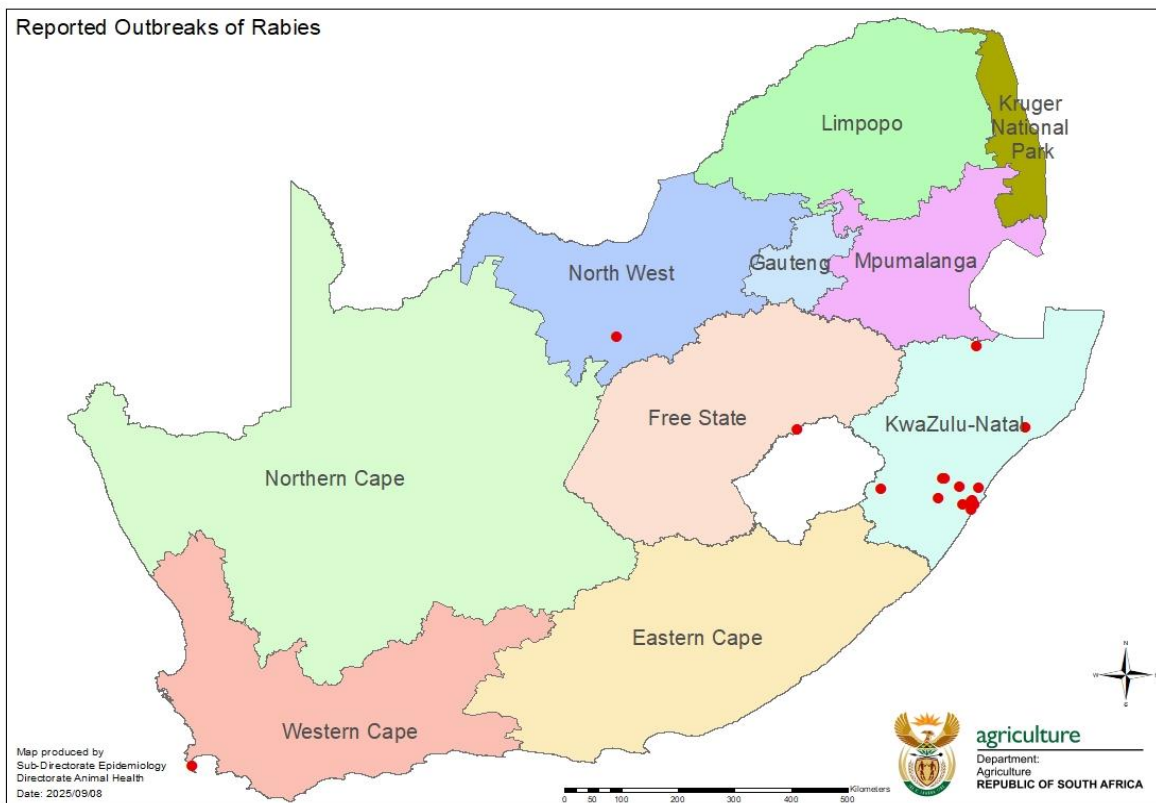 Reported Outbreaks of Rabies
Limpopo
Kruger
National
Park
North West
Gauteng
Mpumalanga
Free State
KwaZulu-Natal
Northern Cape
Eastern Cape
Western Cape
N
W
E
S
Map produced by
Sub-Directorate Epidemiology
Directorate Animal Health
Date: 2025/09/08
Kilometers
0 50 100 200 300 400 500
agriculture
Department:
Agriculture
REPUBLIC OF SOUTH AFRICA